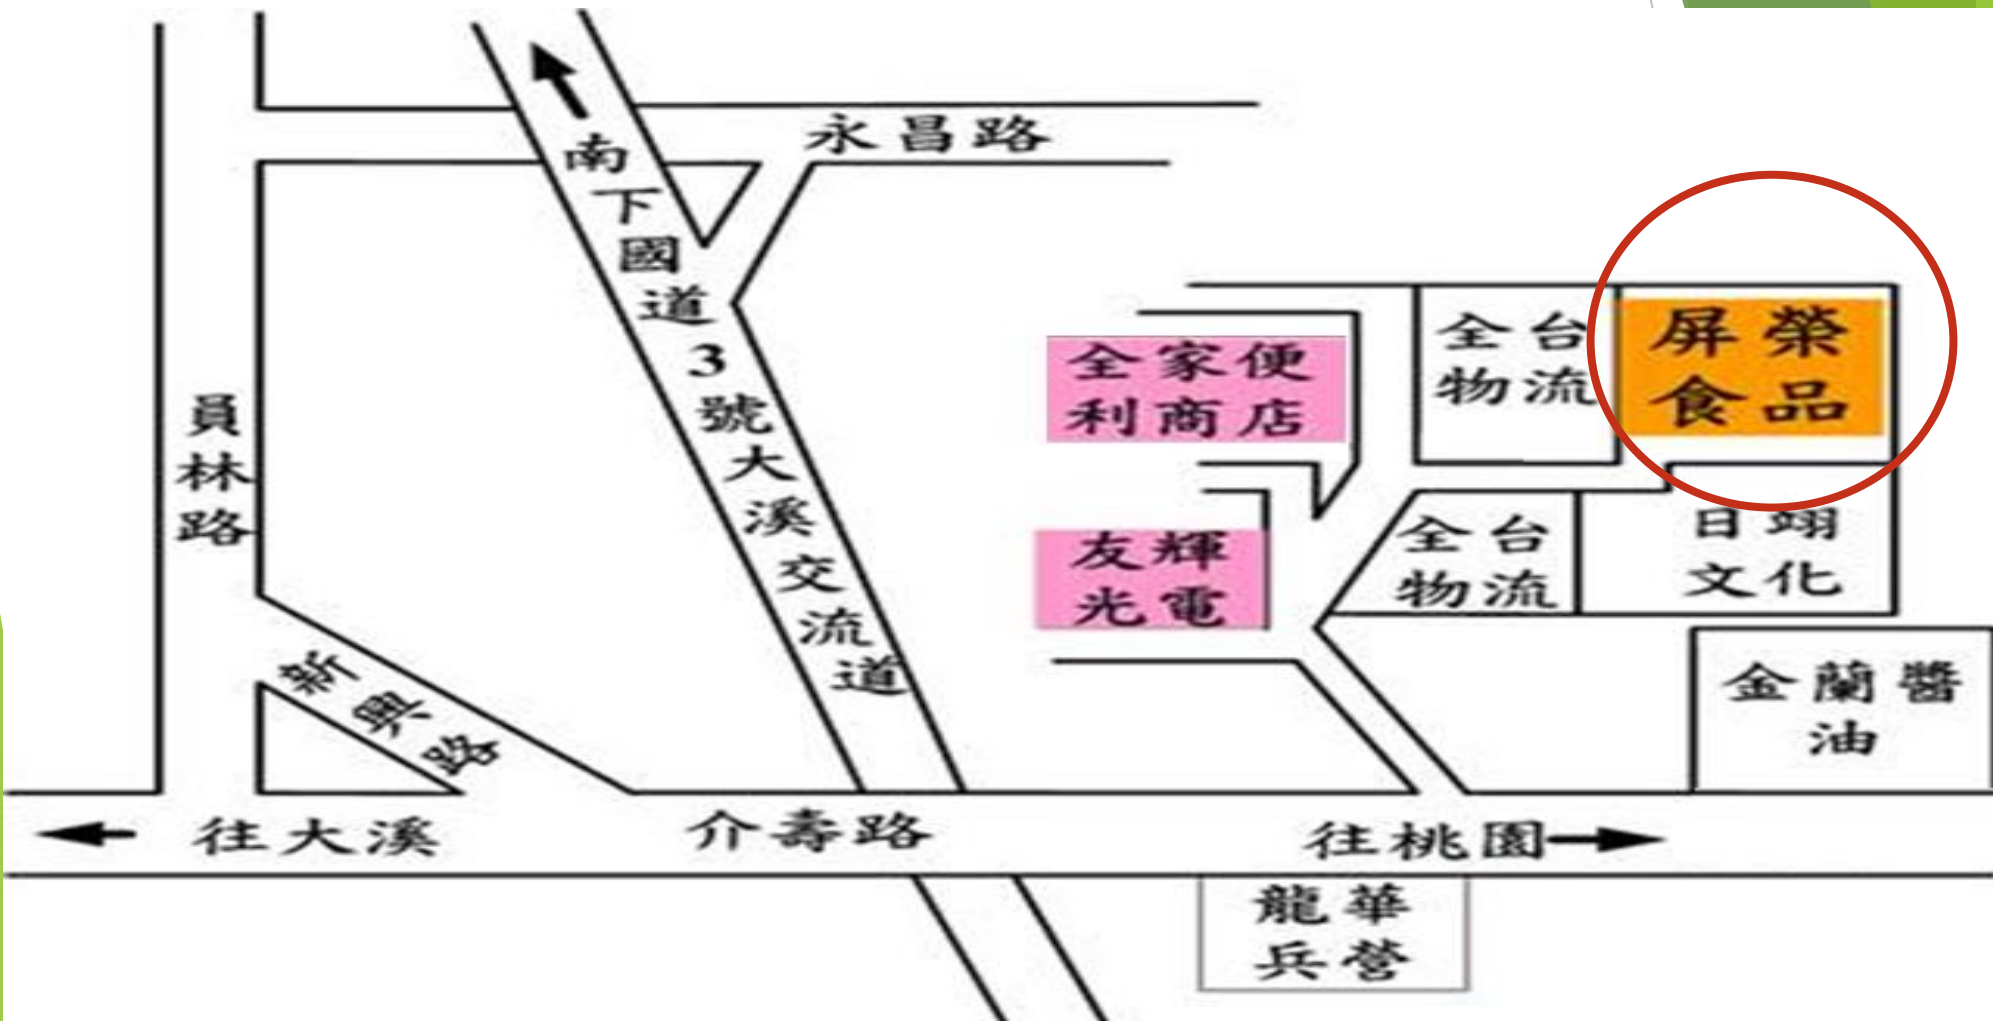 永昌路
南下國道3號大溪交流道
全家便
利商店
全台
物流
屏榮
食品
員林路
友輝
光電
全台
物流
日翊
文化
新興路
金蘭醬
油
往大溪
介壽路
往桃園
龍華
兵營